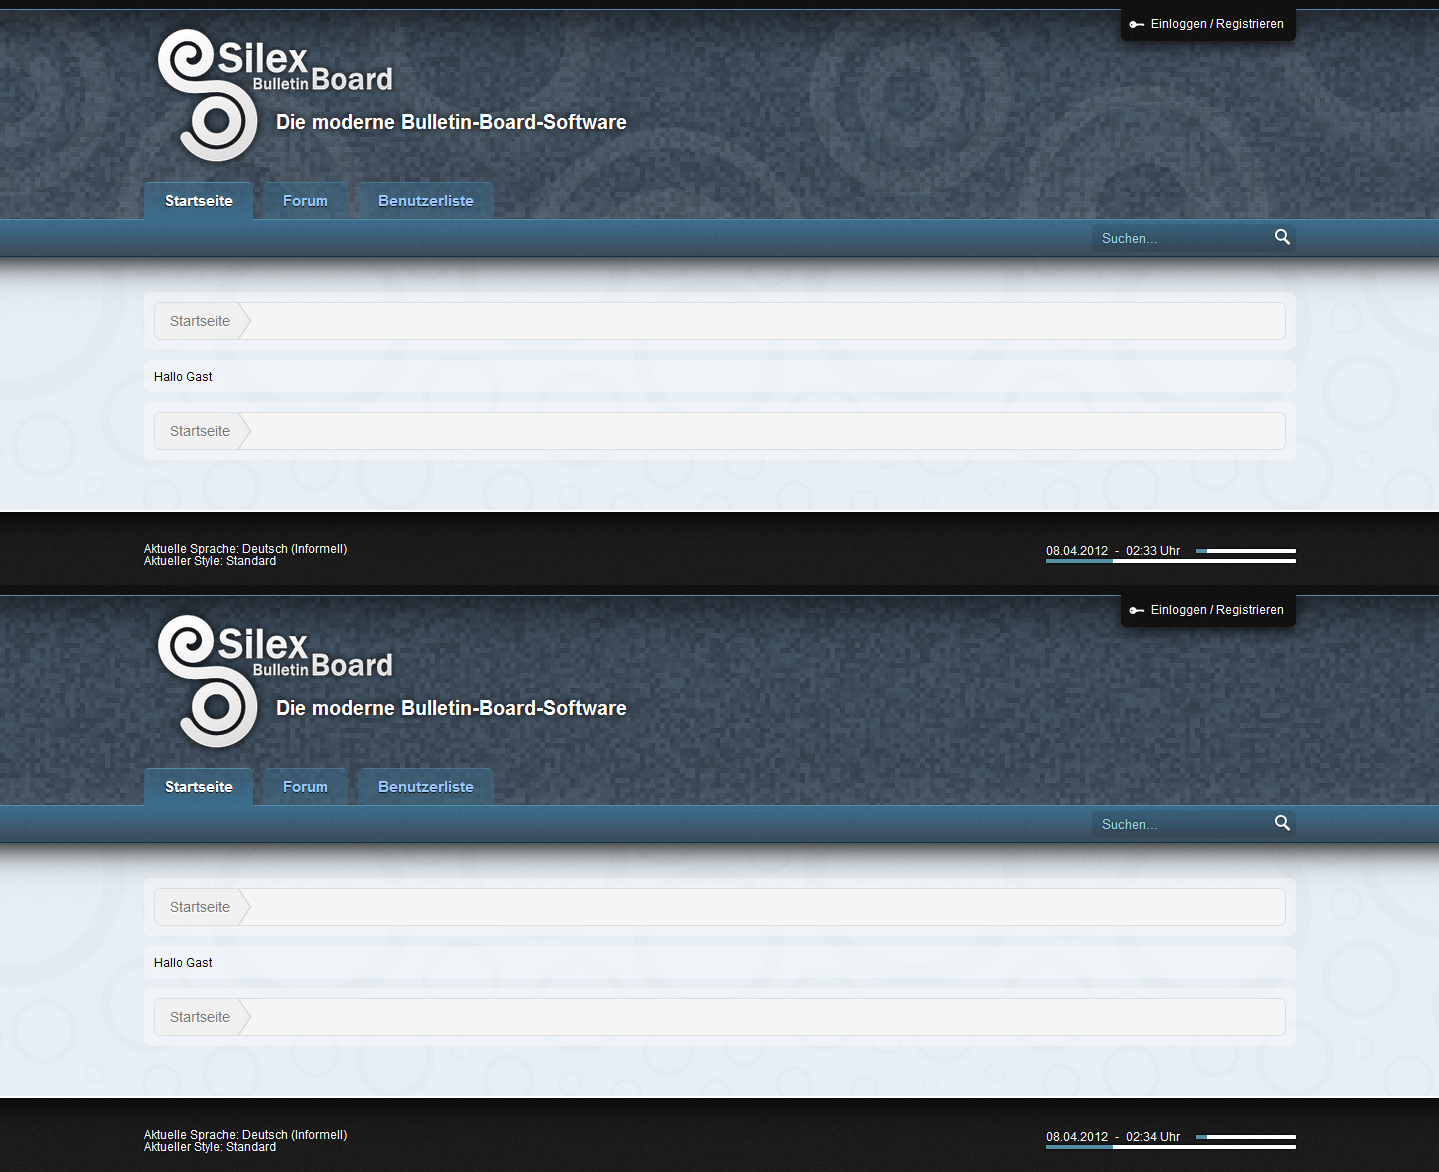 Einloggen / Registrieren
Silex
Bulletin Board
Die moderne Bulletin-Board-Software
Startseite Forum Benutzerliste
Suchen...
Startseite
Hallo Gast
Startseite
Aktuelle Sprache: Deutsch (Informell)
Aktueller Style: Standard
08.04.2012 - 02:33 Uhr
Einloggen / Registrieren
Silex
Bulletin Board
Die moderne Bulletin-Board-Software
Startseite Forum Benutzerliste
Suchen...
Startseite
Hallo Gast
Startseite
Aktuelle Sprache: Deutsch (Informell)
Aktueller Style: Standard
08.04.2012 - 02:34 Uhr